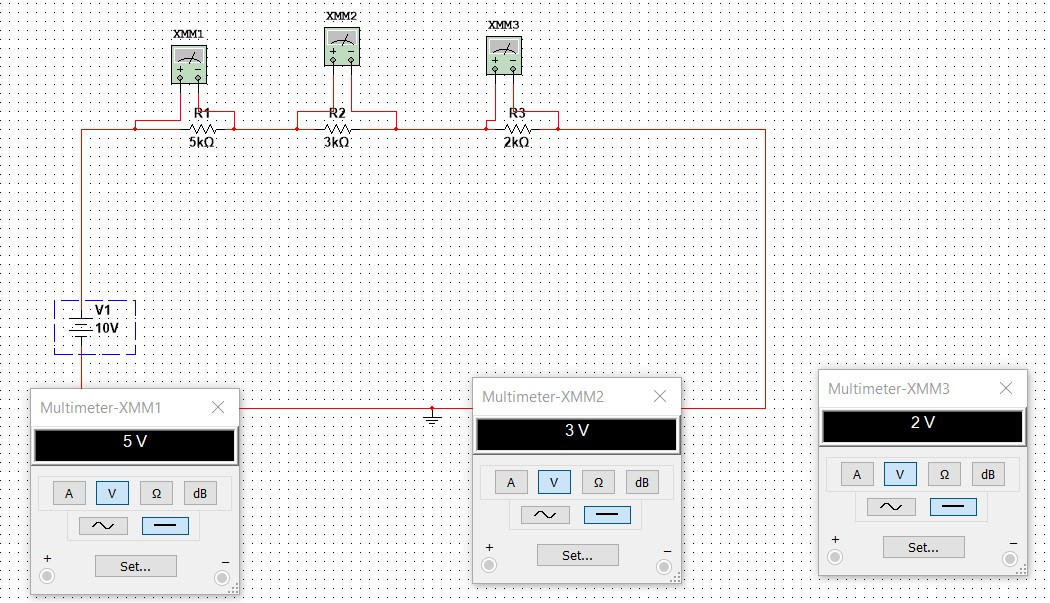 XMM1
XMM2
XMM3
+ −
+ −
+ −
R1
R2
R3
5kΩ
3kΩ
2kΩ
V1
10V
Multimeter-XMM1
5 V
A V Ω dB
+ −
Set...
Multimeter-XMM2
3 V
A V Ω dB
+ −
Set...
Multimeter-XMM3
2 V
A V Ω dB
+ −
Set...